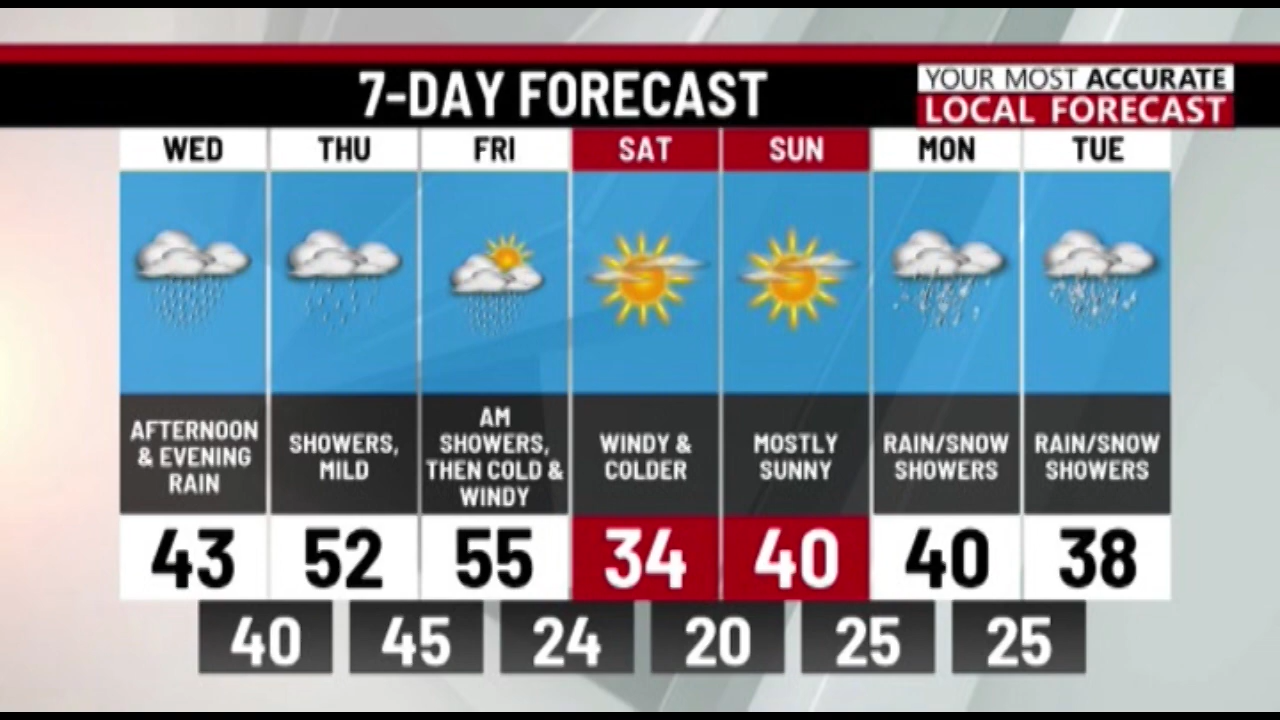 7-DAY FORECAST
YOUR MOST ACCURATE
LOCAL FORECAST
WED
THU
FRI
SAT
SUN
MON
TUE
AFTERNOON
& EVENING
RAIN
SHOWERS,
MILD
AM
SHOWERS,
THEN COLD &
WINDY
WINDY &
COLDER
MOSTLY
SUNNY
RAIN/SNOW
SHOWERS
RAIN/SNOW
SHOWERS
43
52
55
34
40
40
38
40
45
24
20
25
25